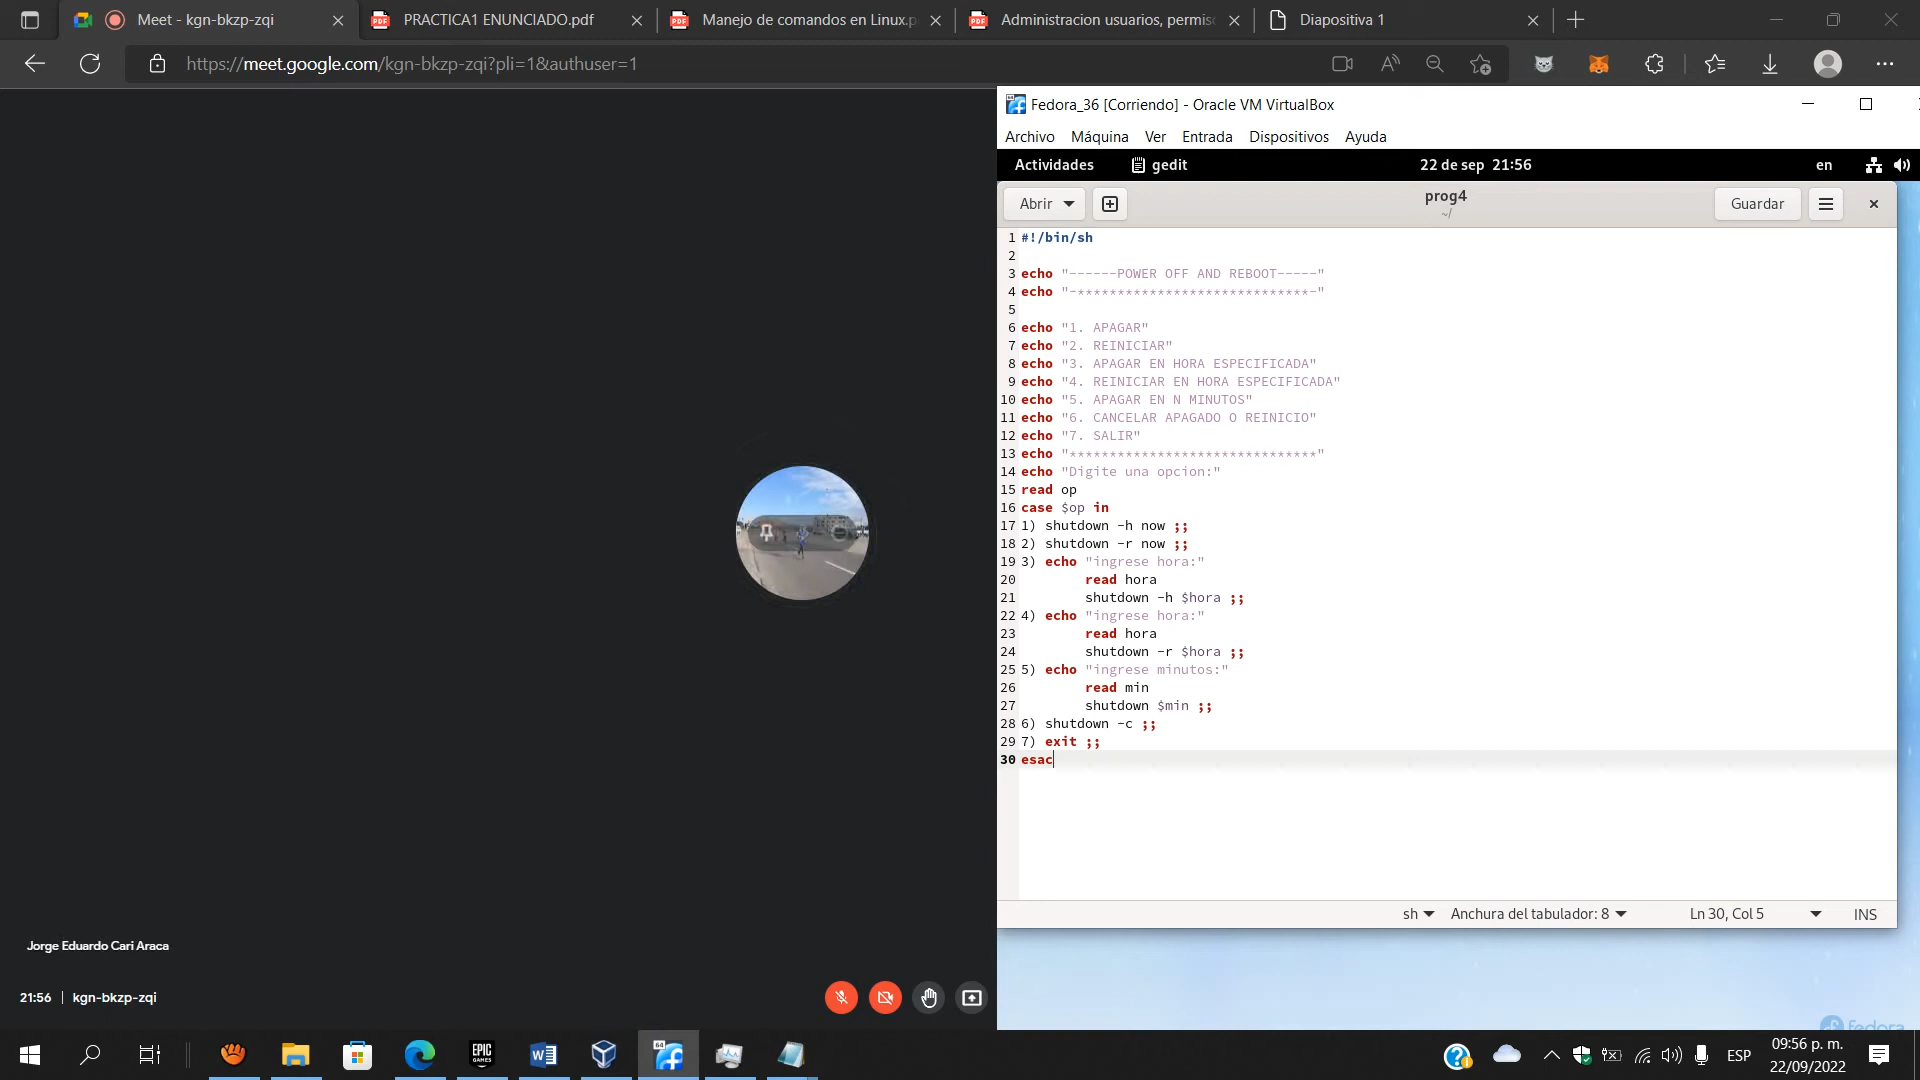 Meet - kgn-bkzp-zqi
PRACTICA1 ENUNCIADO.pdf
Manejo de comandos en Linux.p
Administracion usuarios, permiso
Diapositiva 1
https://meet.google.com/kgn-bkzp-zqi?pli=1&authuser=1
Fedora_36 [Corriendo] - Oracle VM VirtualBox
Archivo Máquina Ver Entrada Dispositivos Ayuda
Actividades gedit 22 de sep 21:56 en
Abrir prog4 Guardar
~/
1 #!/bin/sh
2
3 echo "------POWER OFF AND REBOOT-----"
4 echo "-*****************************-"
5
6 echo "1. APAGAR"
7 echo "2. REINICIAR"
8 echo "3. APAGAR EN HORA ESPECIFICADA"
9 echo "4. REINICIAR EN HORA ESPECIFICADA"
10 echo "5. APAGAR EN N MINUTOS"
11 echo "6. CANCELAR APAGADO O REINICIO"
12 echo "7. SALIR"
13 echo "*******************************"
14 echo "Digite una opcion:"
15 read op
16 case $op in
17 1) shutdown -h now ;;
18 2) shutdown -r now ;;
19 3) echo "ingrese hora:"
20 read hora
21 shutdown -h $hora ;;
22 4) echo "ingrese hora:"
23 read hora
24 shutdown -r $hora ;;
25 5) echo "ingrese minutos:"
26 read min
27 shutdown $min ;;
28 6) shutdown -c ;;
29 7) exit ;;
30 esac
sh Anchura del tabulador: 8 Ln 30, Col 5 INS
fedora
Jorge Eduardo Cari Araca
21:56 | kgn-bkzp-zqi
EPIC GAMES
ESP
09:56 p. m.
22/09/2022